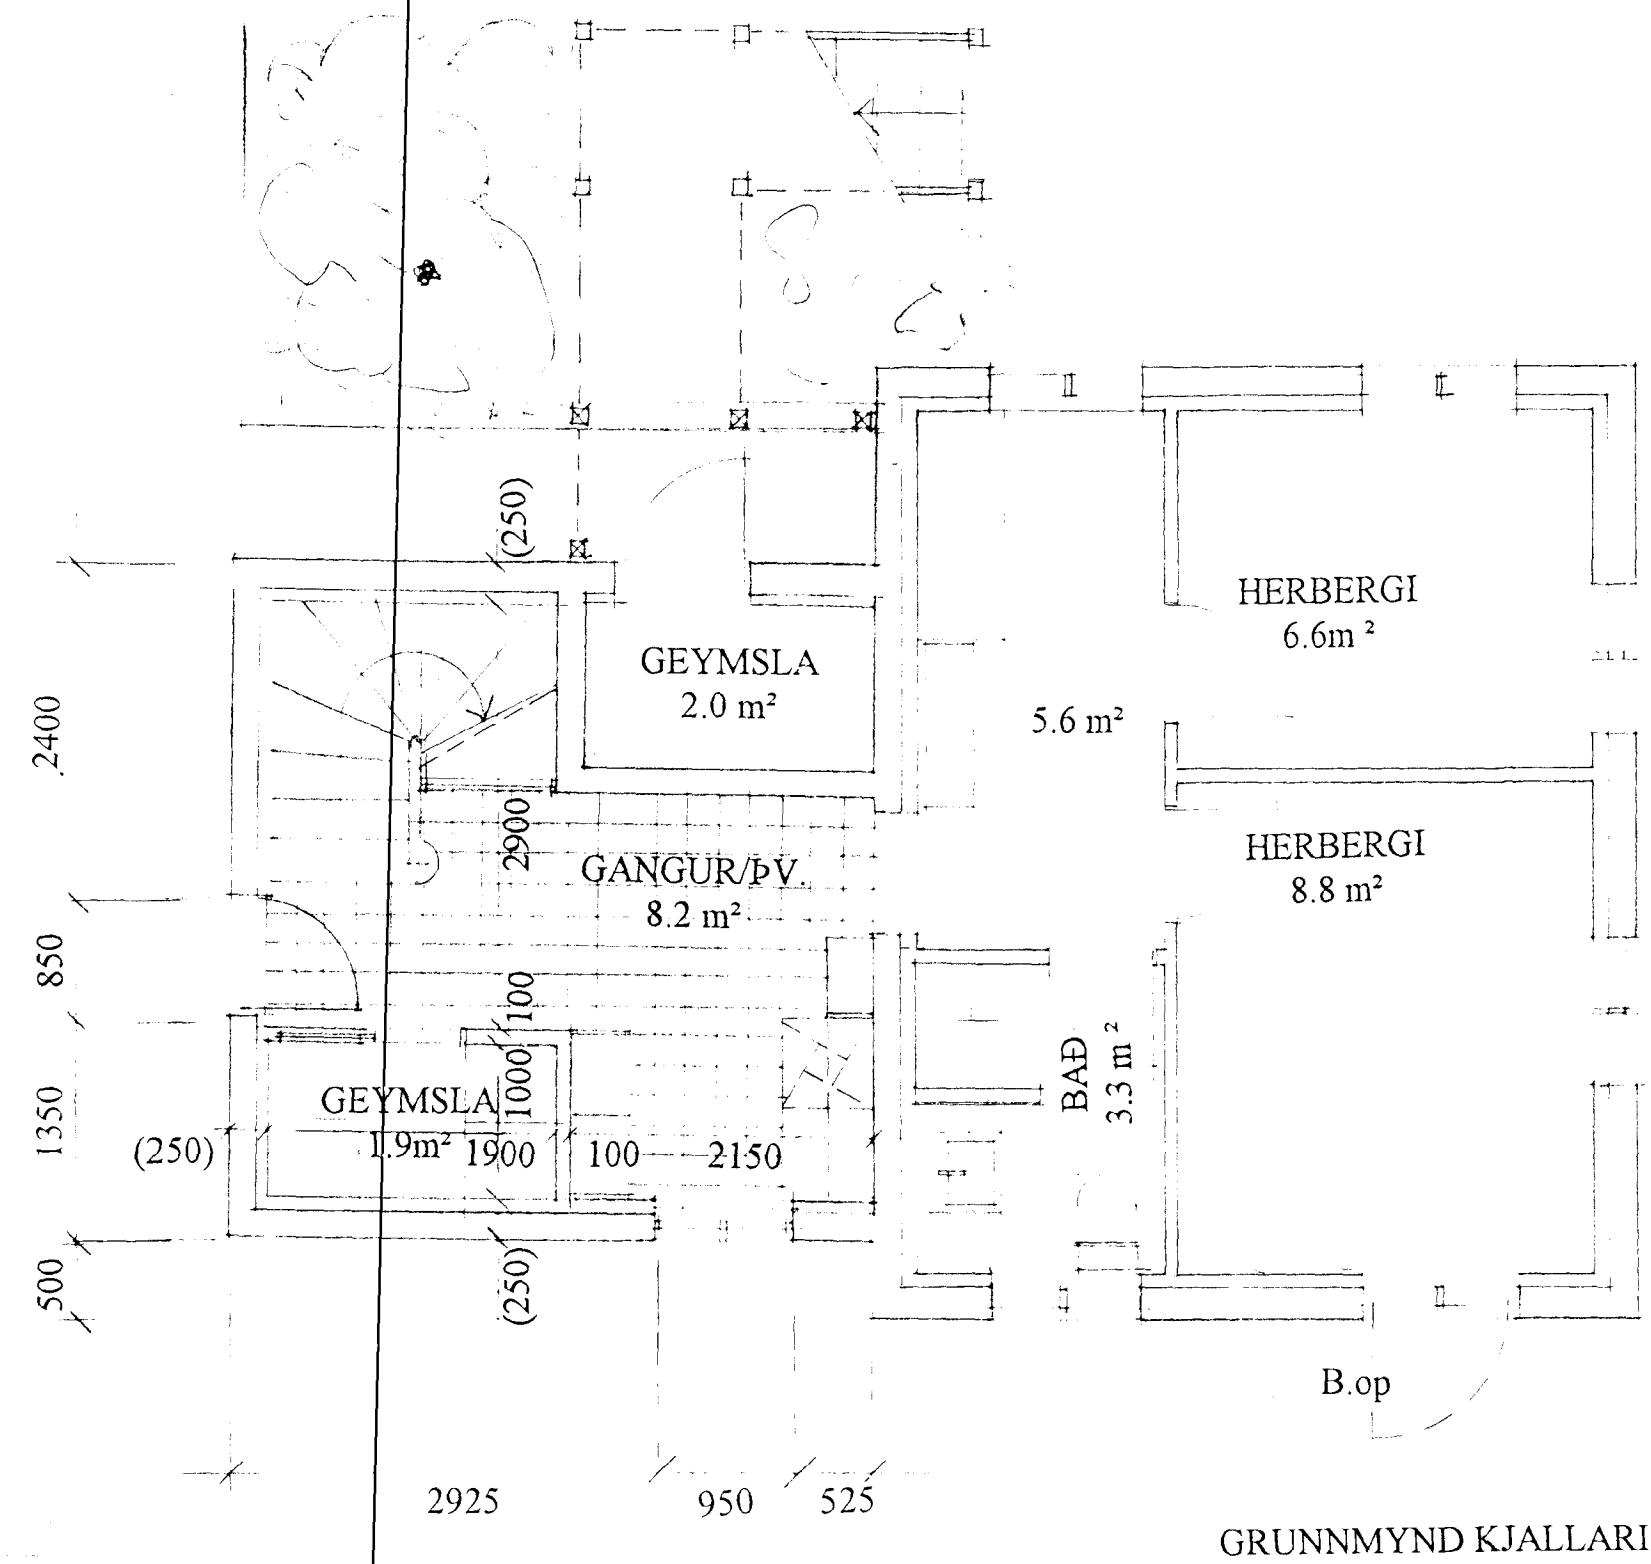 (250)
HERBERGI
6.6m ²
GEYMSLA
2.0 m²
5.6 m²
2400
2900
GANGUR/ÞV.
8.2 m²
HERBERGI
8.8 m²
850
100
1000
BAÐ
3.3 m ²
GEYMSLA
1.9m²
1350
(250)
1900
100
2150
500
(250)
B.op
2925
950
525
GRUNNMYND KJALLARI